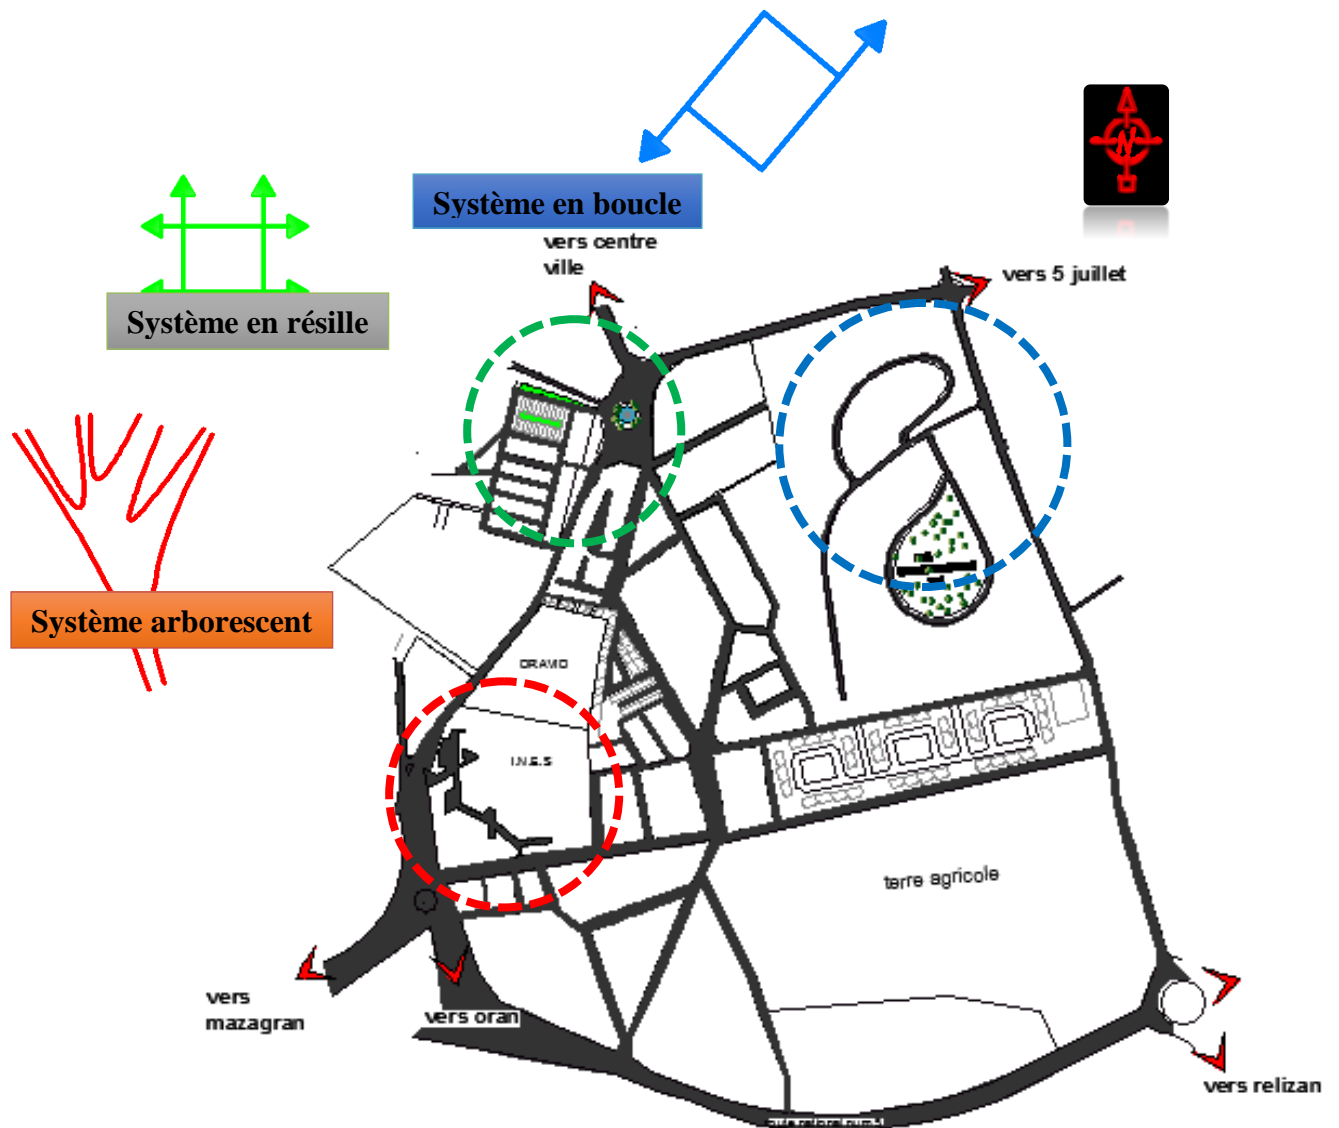 Système en boucle
vers centre
ville
vers 5 juillet
Système en résille
Système arborescent
I.N.E.S
terre agricole
vers
mazagran
vers oran
vers relizan
N